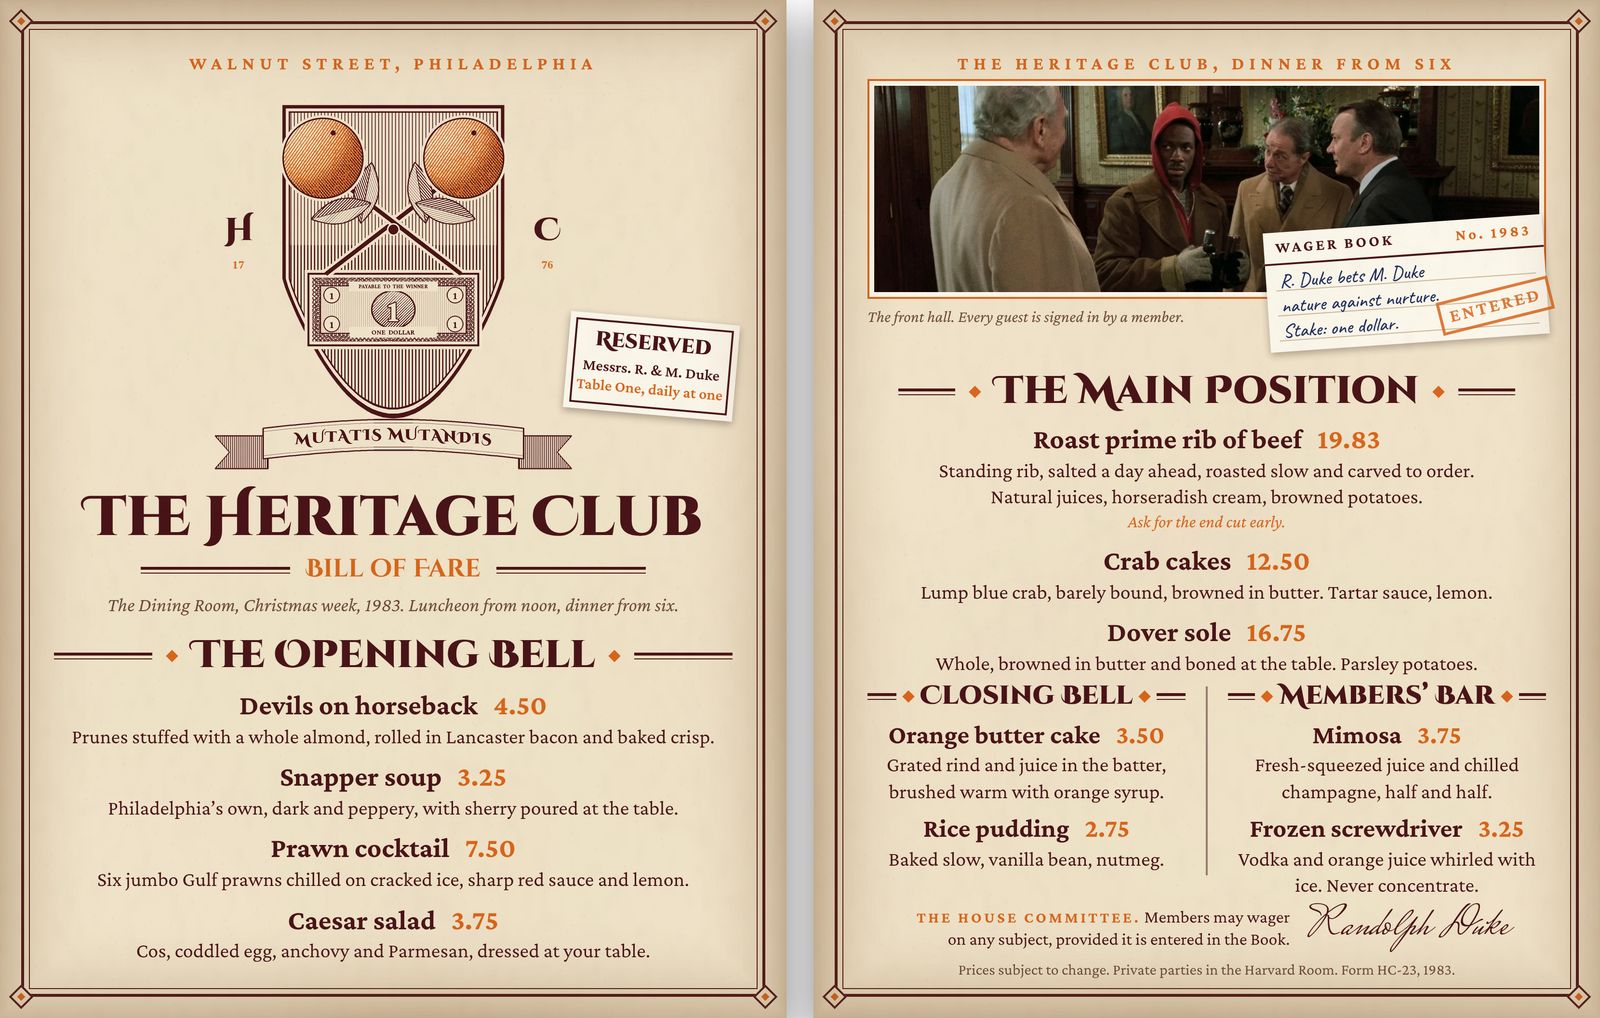 WALNUT STREET, PHILADELPHIA
H
C
17
76
PAYABLE TO THE WINNER
1
1
1
1
1
ONE DOLLAR
RESERVED
Messrs. R. & M. Duke
Table One, daily at one
MUTATIS MUTANDIS
THE HERITAGE CLUB
BILL OF FARE
The Dining Room, Christmas week, 1983. Luncheon from noon, dinner from six.
THE OPENING BELL
Devils on horseback 4.50
Prunes stuffed with a whole almond, rolled in Lancaster bacon and baked crisp.
Snapper soup 3.25
Philadelphia’s own, dark and peppery, with sherry poured at the table.
Prawn cocktail 7.50
Six jumbo Gulf prawns chilled on cracked ice, sharp red sauce and lemon.
Caesar salad 3.75
Cos, coddled egg, anchovy and Parmesan, dressed at your table.
THE HERITAGE CLUB, DINNER FROM SIX
WAGER BOOK No. 1983
R. Duke bets M. Duke
nature against nurture.
Stake: one dollar.
ENTERED
The front hall. Every guest is signed in by a member.
THE MAIN POSITION
Roast prime rib of beef 19.83
Standing rib, salted a day ahead, roasted slow and carved to order.
Natural juices, horseradish cream, browned potatoes.
Ask for the end cut early.
Crab cakes 12.50
Lump blue crab, barely bound, browned in butter. Tartar sauce, lemon.
Dover sole 16.75
Whole, browned in butter and boned at the table. Parsley potatoes.
CLOSING BELL
Orange butter cake 3.50
Grated rind and juice in the batter,
brushed warm with orange syrup.
Rice pudding 2.75
Baked slow, vanilla bean, nutmeg.
MEMBERS’ BAR
Mimosa 3.75
Fresh-squeezed juice and chilled
champagne, half and half.
Frozen screwdriver 3.25
Vodka and orange juice whirled with
ice. Never concentrate.
THE HOUSE COMMITTEE. Members may wager
on any subject, provided it is entered in the Book.
Randolph Duke
Prices subject to change. Private parties in the Harvard Room. Form HC-23, 1983.